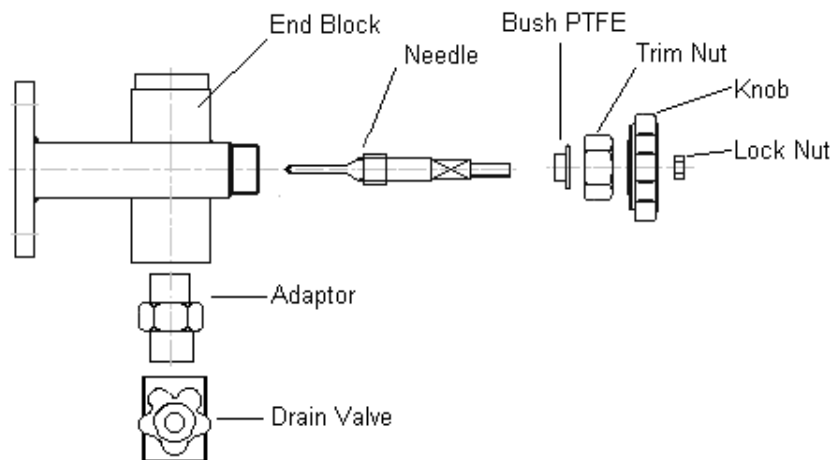 End Block
Bush PTFE
Needle
Trim Nut
Knob
Lock Nut
Adaptor
Drain Valve